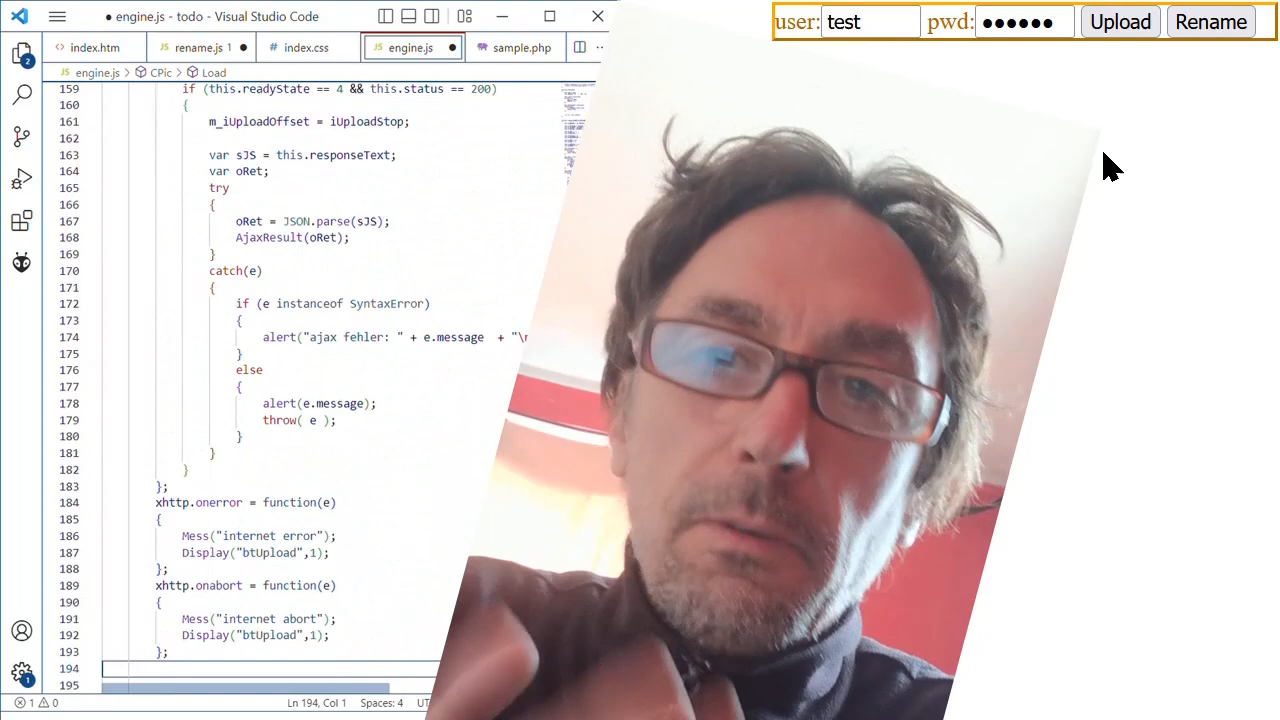 ● engine.js - todo - Visual Studio Code
user: test pwd: ●●●●●● Upload Rename
index.htm rename.js 1 ● index.css engine.js ● sample.php
engine.js > CPic > Load
159 if (this.readyState == 4 && this.status == 200)
160 {
161 m_iUploadOffset = iUploadStop;
162
163 var sJS = this.responseText;
164 var oRet;
165 try
166 {
167 oRet = JSON.parse(sJS);
168 AjaxResult(oRet);
169 }
170 catch(e)
171 {
172 if (e instanceof SyntaxError)
173 {
174 alert("ajax fehler: " + e.message + "\r
175 }
176 else
177 {
178 alert(e.message);
179 throw( e );
180 }
181 }
182 }
183 };
184 xhttp.onerror = function(e)
185 {
186 Mess("internet error");
187 Display("btUpload",1);
188 };
189 xhttp.onabort = function(e)
190 {
191 Mess("internet abort");
192 Display("btUpload",1);
193 };
194
195
1 0 Ln 194, Col 1 Spaces: 4 UT